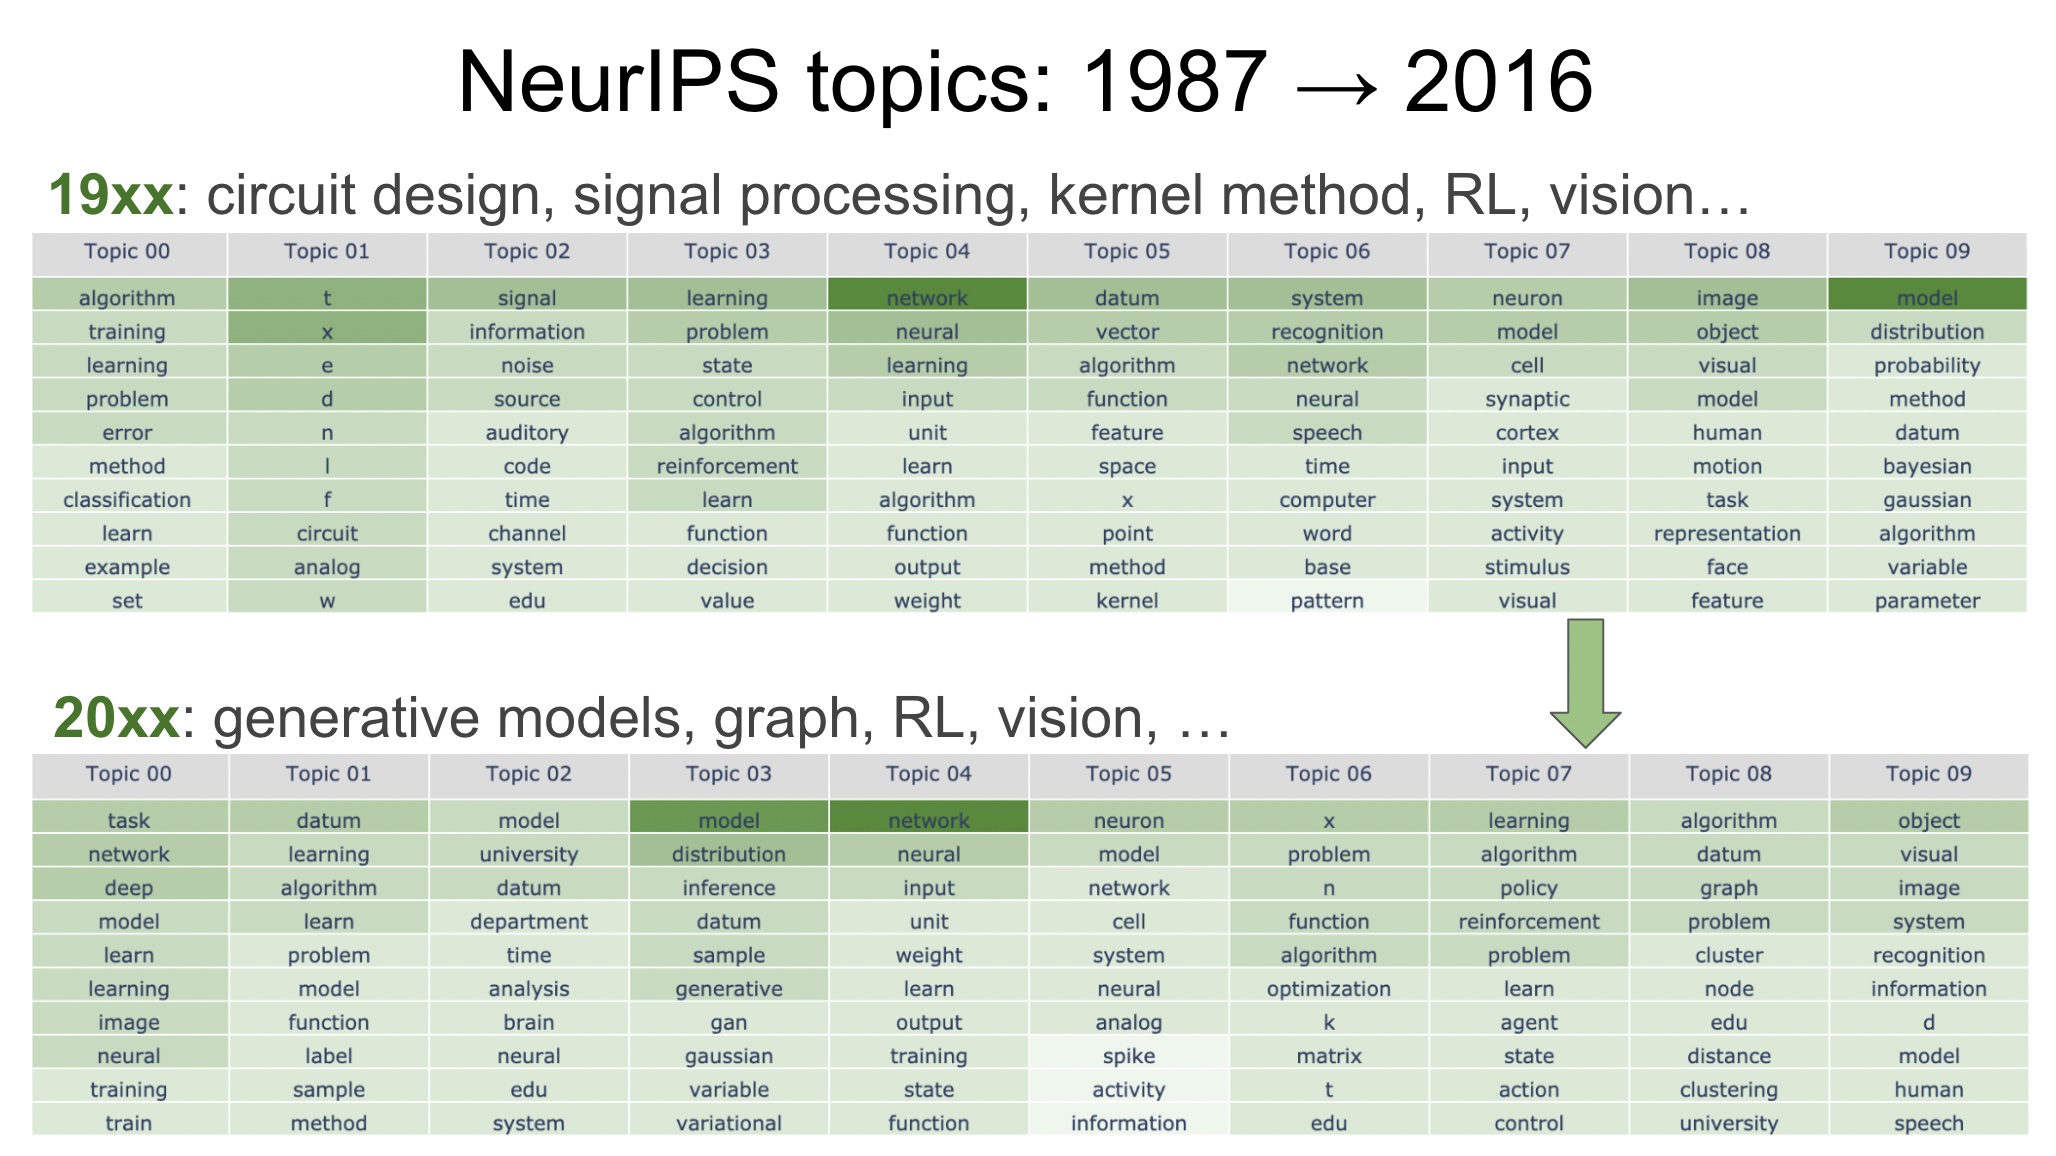 NeurIPS topics: 1987 → 2016
19xx: circuit design, signal processing, kernel method, RL, vision…
Topic 00 Topic 01 Topic 02 Topic 03 Topic 04 Topic 05 Topic 06 Topic 07 Topic 08 Topic 09
algorithm t signal learning network datum system neuron image model
training x information problem neural vector recognition model object distribution
learning e noise state learning algorithm network cell visual probability
problem d source control input function neural synaptic model method
error n auditory algorithm unit feature speech cortex human datum
method l code reinforcement learn space time input motion bayesian
classification f time learn algorithm x computer system task gaussian
learn circuit channel function function point word activity representation algorithm
example analog system decision output method base stimulus face variable
set w edu value weight kernel pattern visual feature parameter
20xx: generative models, graph, RL, vision, …
Topic 00 Topic 01 Topic 02 Topic 03 Topic 04 Topic 05 Topic 06 Topic 07 Topic 08 Topic 09
task datum model model network neuron x learning algorithm object
network learning university distribution neural model problem algorithm datum visual
deep algorithm datum inference input network n policy graph image
model learn department datum unit cell function reinforcement problem system
learn problem time sample weight system algorithm problem cluster recognition
learning model analysis generative learn neural optimization learn node information
image function brain gan output analog k agent edu d
neural label neural gaussian training spike matrix state distance model
training sample edu variable state activity t action clustering human
train method system variational function information edu control university speech